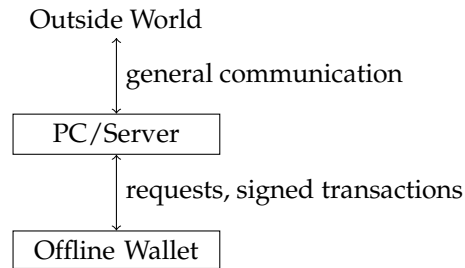 Outside World
general communication
PC/Server
requests, signed transactions
Offline Wallet